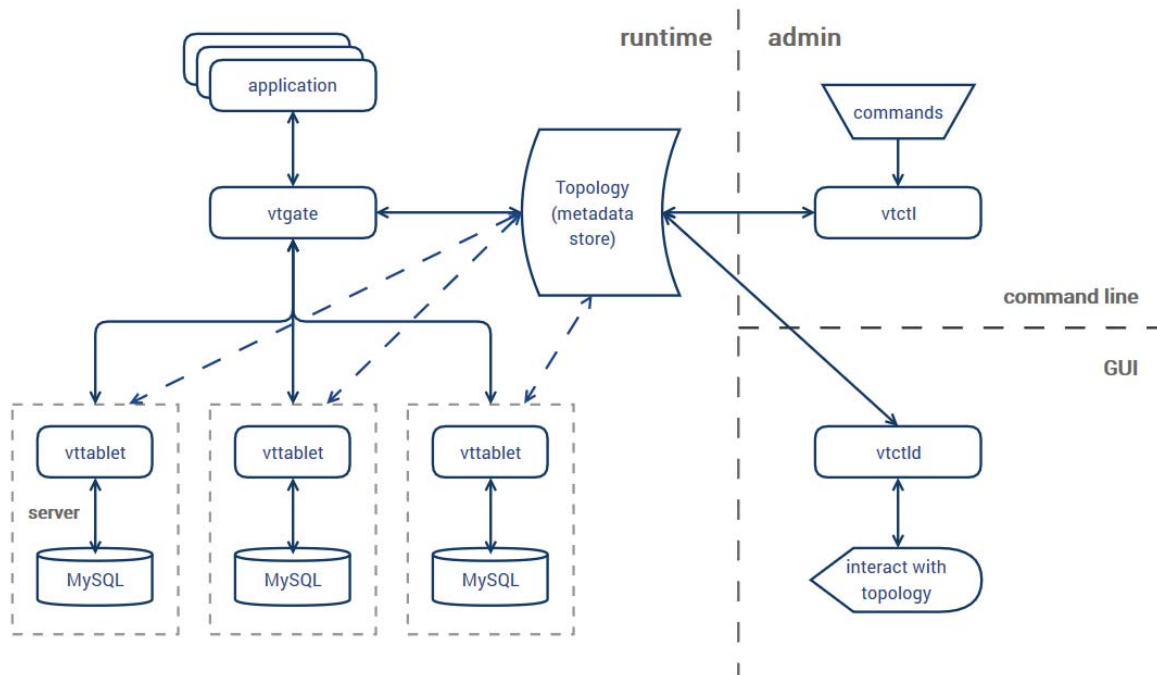 runtime
admin
application
commands
vtgate
Topology
(metadata
store)
vtctl
command line
GUI
vttablet
vttablet
vttablet
vtctld
server
MySQL
MySQL
MySQL
interact with
topology